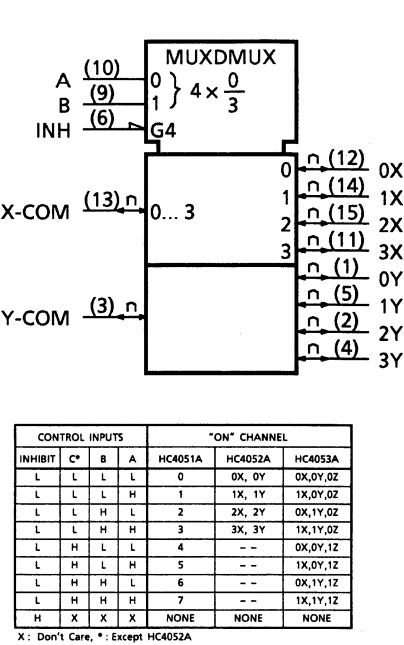 MUXDMUX
A (10) 0 } 4 × 0/3
B (9) 1
INH (6) G4
X-COM (13) n 0... 3
0 n (12) 0X
1 n (14) 1X
2 n (15) 2X
3 n (11) 3X
Y-COM (3) n
n (1) 0Y
n (5) 1Y
n (2) 2Y
n (4) 3Y
CONTROL INPUTS "ON" CHANNEL
INHIBIT C* B A HC4051A HC4052A HC4053A
L L L L 0 0X, 0Y 0X,0Y,0Z
L L L H 1 1X, 1Y 1X,0Y,0Z
L L H L 2 2X, 2Y 0X,1Y,0Z
L L H H 3 3X, 3Y 1X,1Y,0Z
L H L L 4 – – 0X,0Y,1Z
L H L H 5 – – 1X,0Y,1Z
L H H L 6 – – 0X,1Y,1Z
L H H H 7 – – 1X,1Y,1Z
H X X X NONE NONE NONE
X : Don't Care, * : Except HC4052A